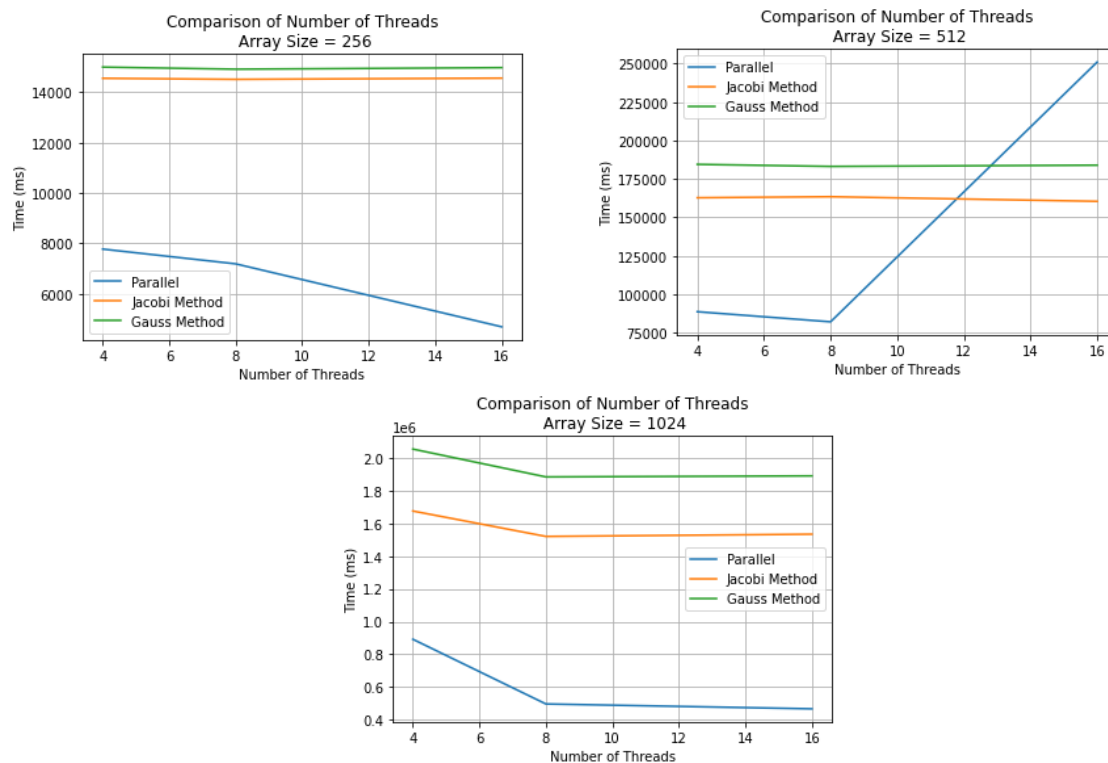 Comparison of Number of Threads
Array Size = 256
14000
12000
10000
8000
6000
Time (ms)
Parallel
Jacobi Method
Gauss Method
4 6 8 10 12 14 16
Number of Threads
Comparison of Number of Threads
Array Size = 512
250000
225000
200000
175000
150000
125000
100000
75000
Time (ms)
Parallel
Jacobi Method
Gauss Method
4 6 8 10 12 14 16
Number of Threads
Comparison of Number of Threads
Array Size = 1024
1e6
2.0
1.8
1.6
1.4
1.2
1.0
0.8
0.6
0.4
Time (ms)
Parallel
Jacobi Method
Gauss Method
4 6 8 10 12 14 16
Number of Threads